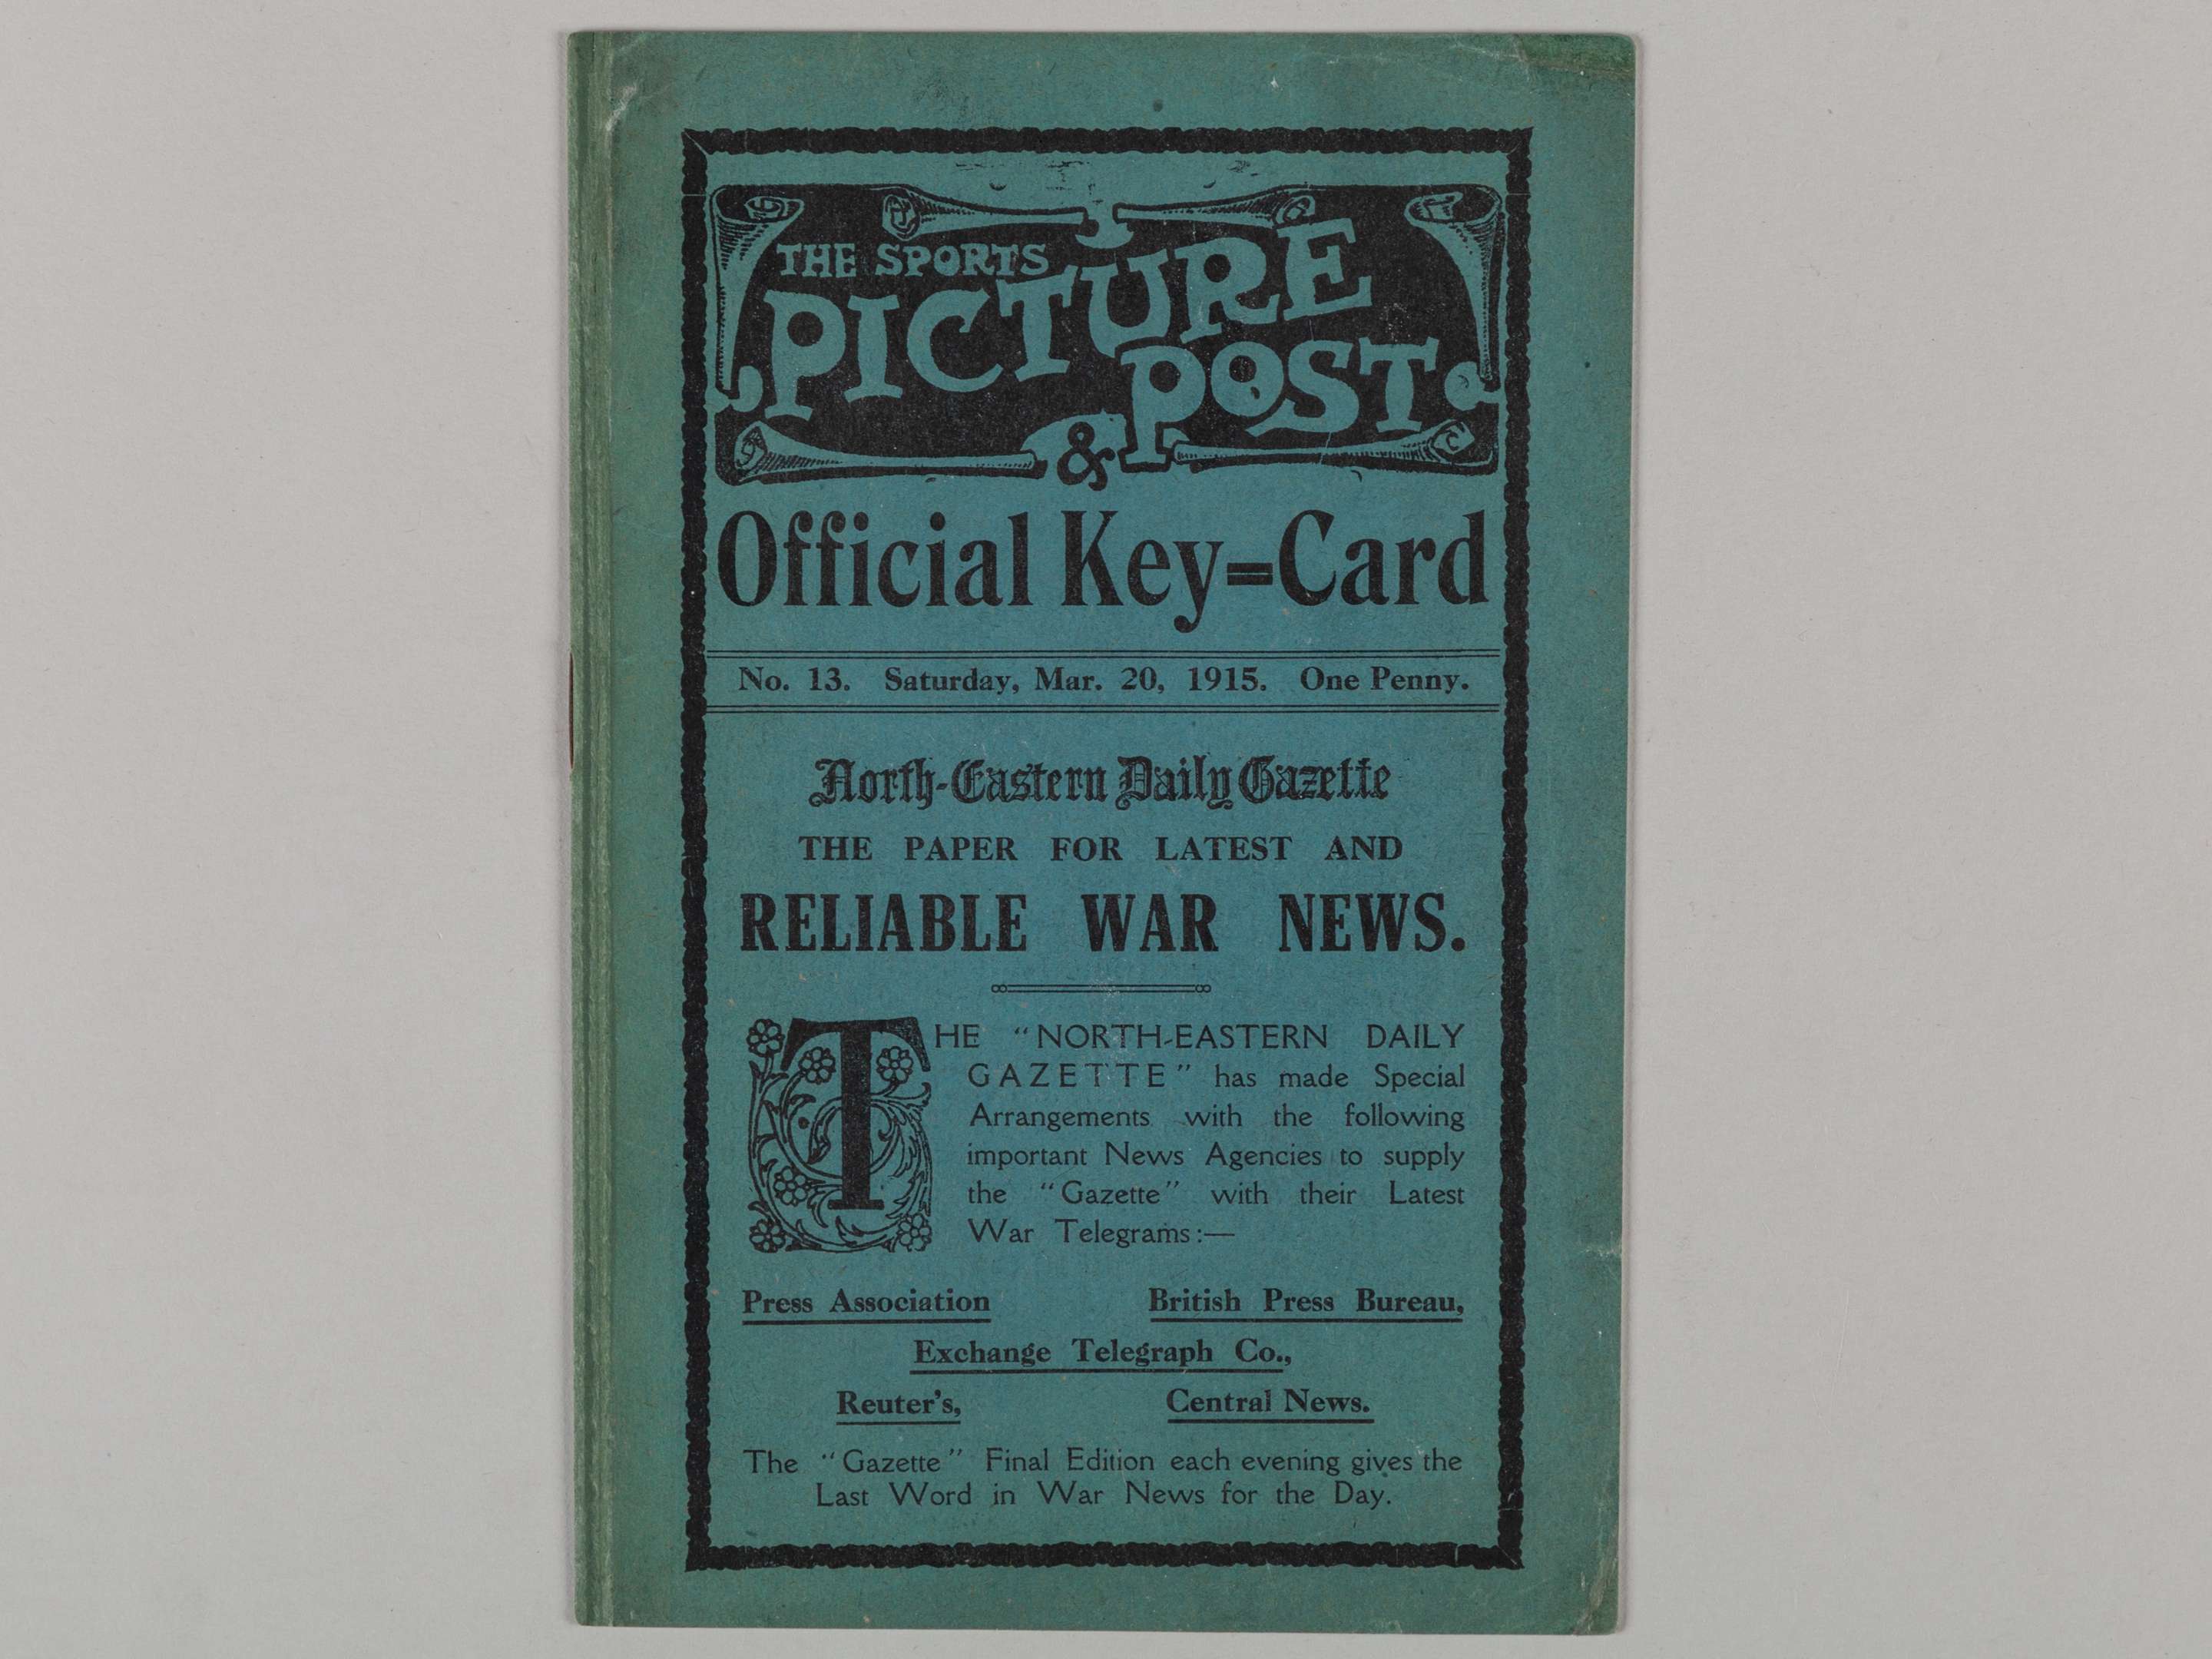 THE SPORTS
PICTURE
POST
&
Official Key=Card
No. 13. Saturday, Mar. 20, 1915. One Penny.
North-Eastern Daily Gazette
THE PAPER FOR LATEST AND
RELIABLE WAR NEWS.
THE "NORTH-EASTERN DAILY
GAZETTE" has made Special
Arrangements with the following
important News Agencies to supply
the "Gazette" with their Latest
War Telegrams:—
Press Association British Press Bureau,
Exchange Telegraph Co.,
Reuter's, Central News.
The "Gazette" Final Edition each evening gives the
Last Word in War News for the Day.